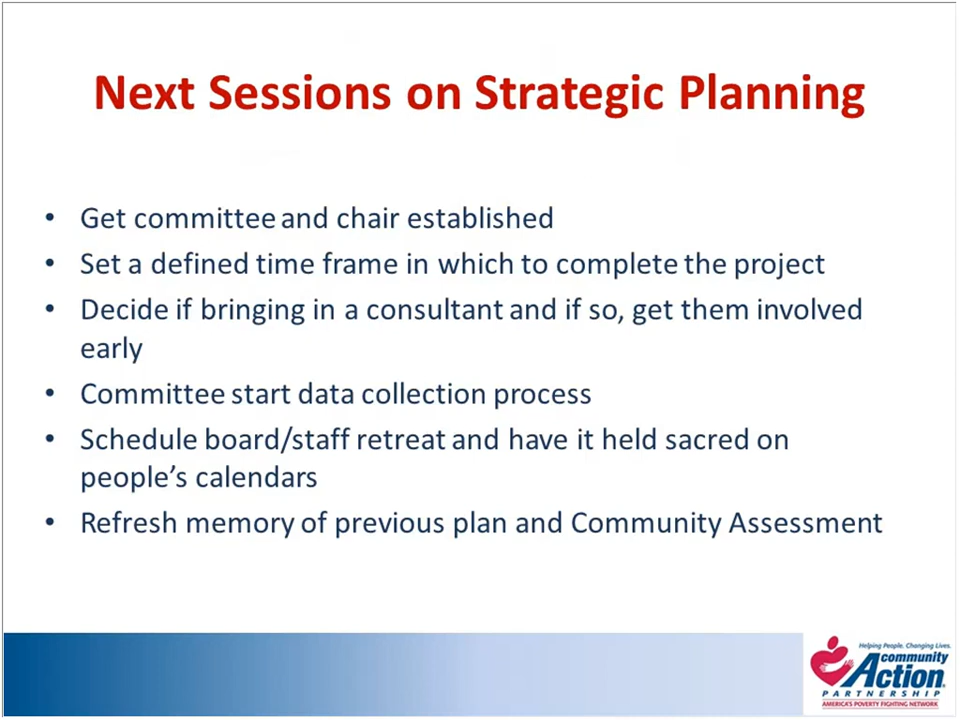 Next Sessions on Strategic Planning
• Get committee and chair established
• Set a defined time frame in which to complete the project
• Decide if bringing in a consultant and if so, get them involved
early
• Committee start data collection process
• Schedule board/staff retreat and have it held sacred on
people’s calendars
• Refresh memory of previous plan and Community Assessment
Helping People. Changing Lives.
community
Action
PARTNERSHIP
AMERICA'S POVERTY FIGHTING NETWORK